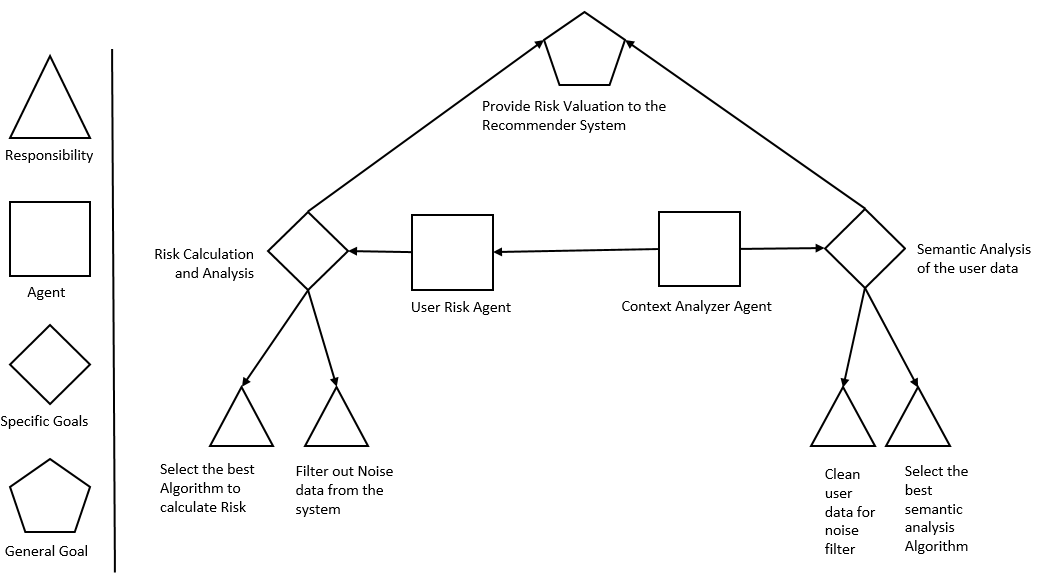 Responsibility
Agent
Specific Goals
General Goal
Provide Risk Valuation to the
Recommender System
Risk Calculation
and Analysis
User Risk Agent
Context Analyzer Agent
Semantic Analysis
of the user data
Select the best
Algorithm to
calculate Risk
Filter out Noise
data from the
system
Clean
user
data for
noise
filter
Select the
best
semantic
analysis
Algorithm